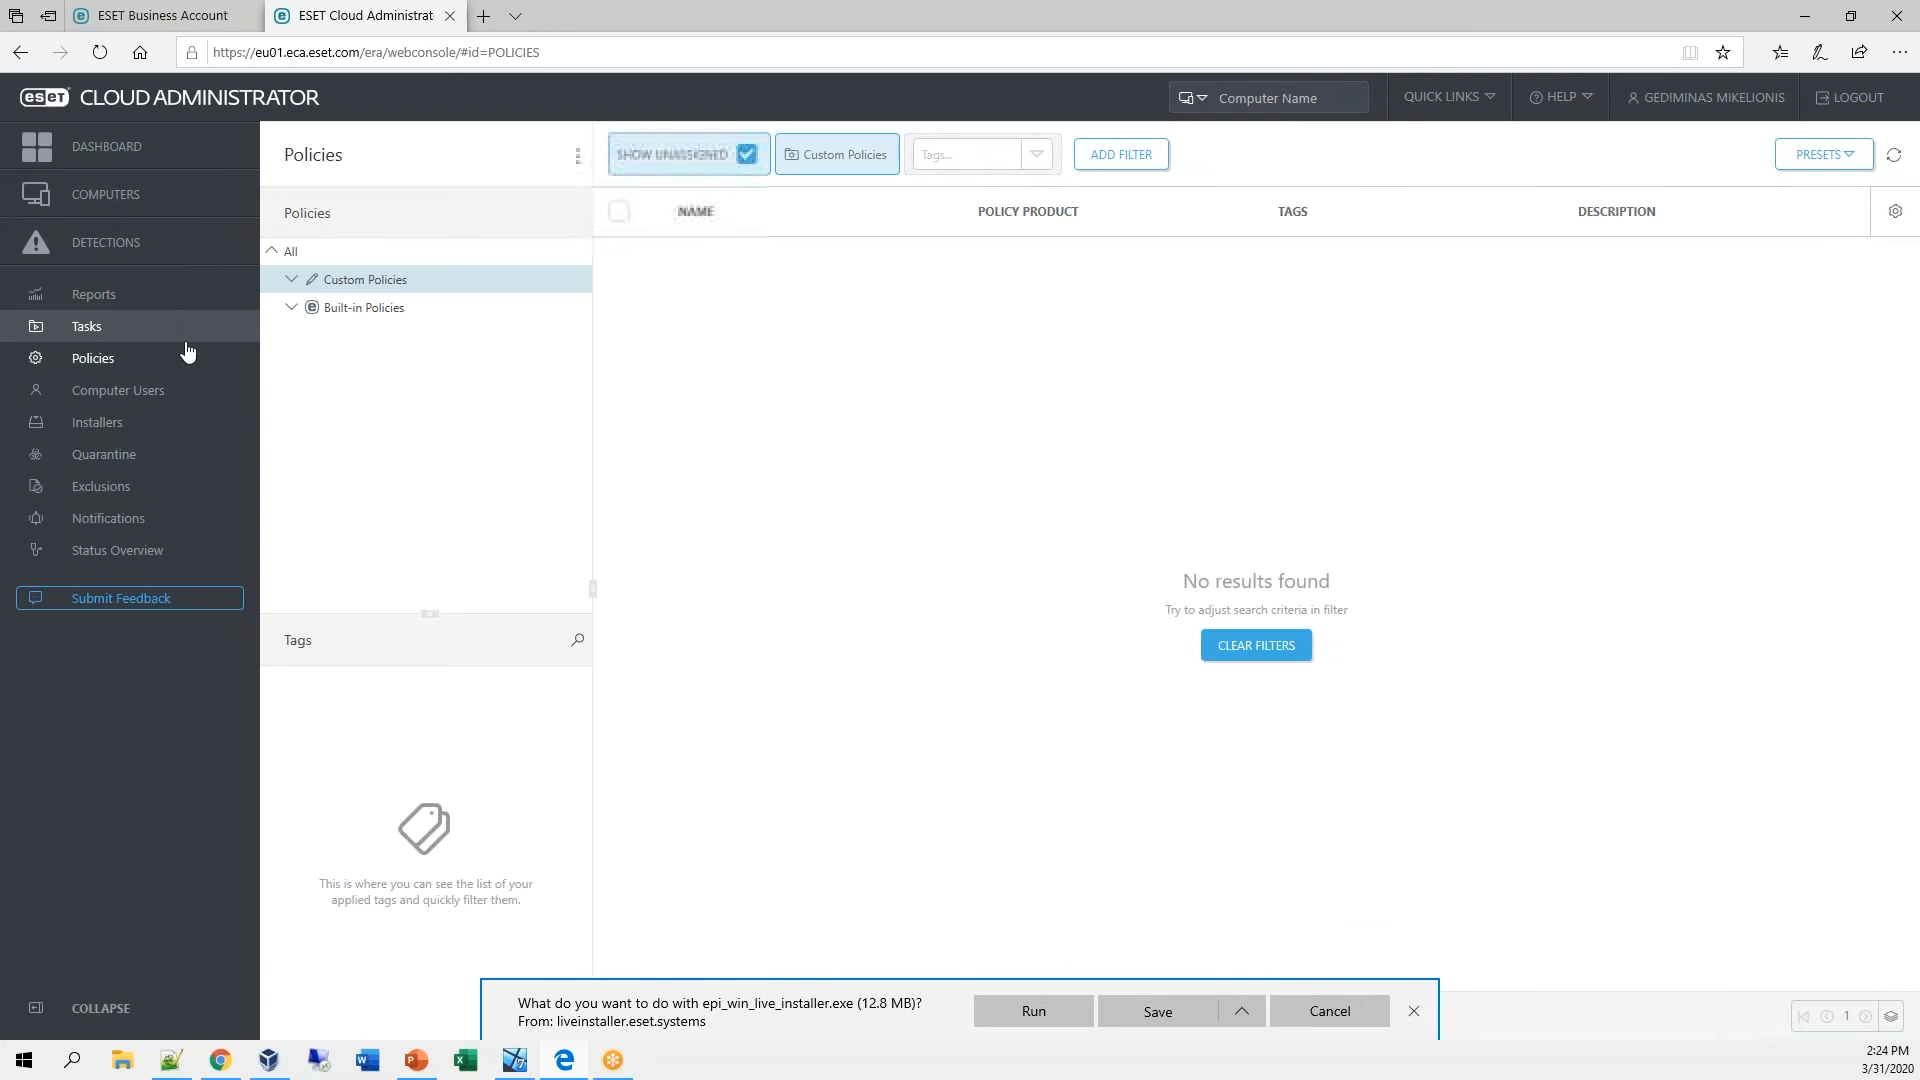 ESET Business Account
ESET Cloud Administrat
https://eu01.eca.eset.com/era/webconsole/#id=POLICIES
eset CLOUD ADMINISTRATOR
Computer Name
QUICK LINKS
HELP
GEDIMINAS MIKELIONIS
LOGOUT
DASHBOARD
COMPUTERS
DETECTIONS
Reports
Tasks
Policies
Computer Users
Installers
Quarantine
Exclusions
Notifications
Status Overview
Submit Feedback
COLLAPSE
Policies
Policies
All
Custom Policies
Built-in Policies
Tags
This is where you can see the list of your
applied tags and quickly filter them.
SHOW UNASSIGNED
Custom Policies
Tags...
ADD FILTER
PRESETS
NAME
POLICY PRODUCT
TAGS
DESCRIPTION
No results found
Try to adjust search criteria in filter
CLEAR FILTERS
What do you want to do with epi_win_live_installer.exe (12.8 MB)?
From: liveinstaller.eset.systems
Run
Save
Cancel
1
2:24 PM
3/31/2020